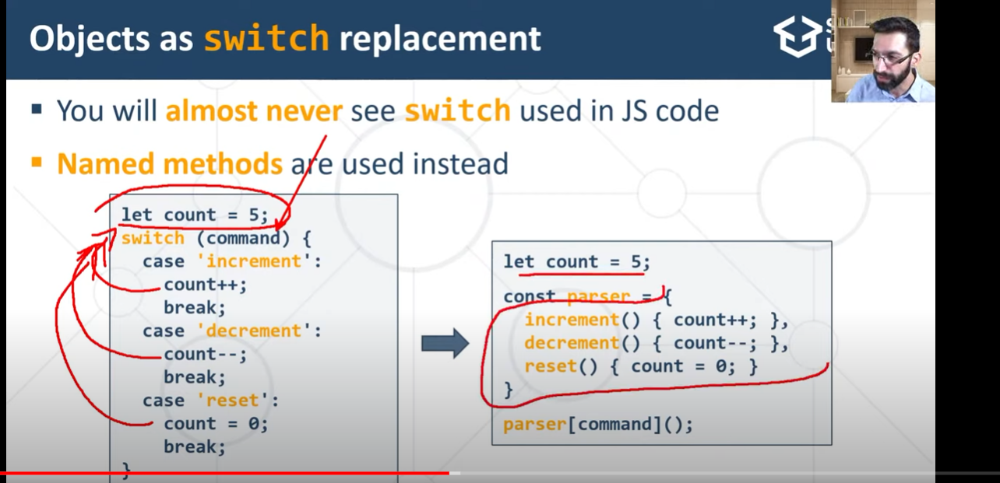 Objects as switch replacement
▪ You will almost never see switch used in JS code
▪ Named methods are used instead
let count = 5;
switch (command) {
  case 'increment':
    count++;
    break;
  case 'decrement':
    count--;
    break;
  case 'reset':
    count = 0;
    break;
}
let count = 5;
const parser = {
  increment() { count++; },
  decrement() { count--; },
  reset() { count = 0; }
}
parser[command]();